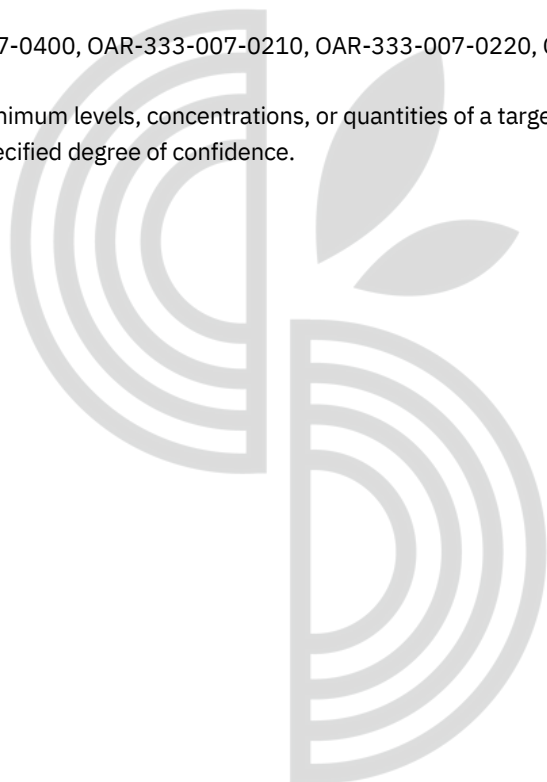 7-0400, OAR-333-007-0210, OAR-333-007-0220,
nimum levels, concentrations, or quantities of a targe
ecified degree of confidence.